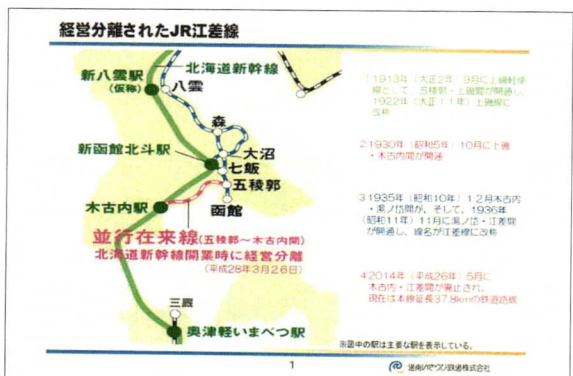 経営分離されたJR江差線
北海道新幹線
新八雲駅
(仮称)
八雲
森
新函館北斗駅
大沼
七飯
五稜郭
木古内駅
函館
並行在来線(五稜郭～木古内間)
北海道新幹線開業時に経営分離
(平成28年3月26日)
三厩
奥津軽いまべつ駅
1 1913年(大正2年)9月に上磯軽便
線として、五稜郭・上磯間が開通し、
1922年(大正11年)上磯線に
改称
2 1930年(昭和5年)10月に上磯
・木古内間が開通
3 1935年(昭和10年)12月木古内
・湯ノ岱間が、そして、1936年
(昭和11年)11月に湯ノ岱・江差間
が開通し、線名が江差線に改称
4 2014年(平成26年)5月に
木古内・江差間が廃止され、
現在は本線延長37.8kmの鉄道路線
※図中の駅は主要な駅を表示している。
1
道南いさりび鉄道株式会社